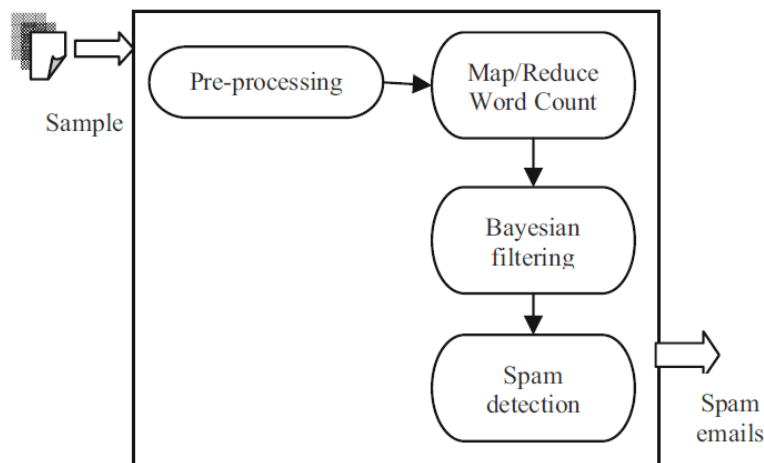 Sample
Pre-processing
Map/Reduce
Word Count
Bayesian
filtering
Spam
detection
Spam
emails